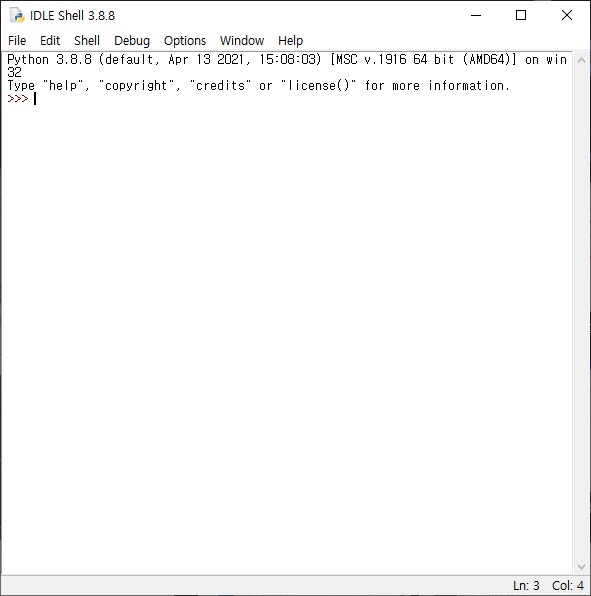 IDLE Shell 3.8.8
File Edit Shell Debug Options Window Help
Python 3.8.8 (default, Apr 13 2021, 15:08:03) [MSC v.1916 64 bit (AMD64)] on win
32
Type "help", "copyright", "credits" or "license()" for more information.
>>>
Ln: 3 Col: 4